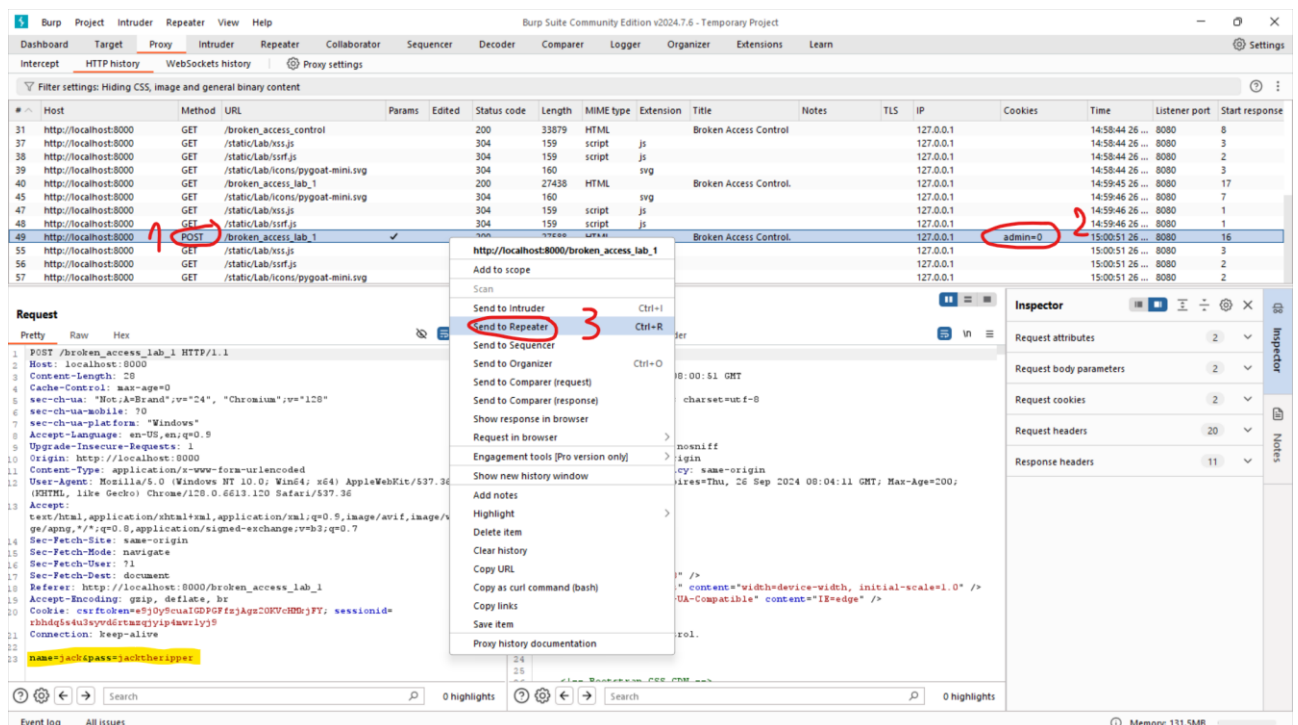 Burp Project Intruder Repeater View Help Burp Suite Community Edition v2024.7.6 - Temporary Project
Dashboard Target Proxy Intruder Repeater Collaborator Sequencer Decoder Comparer Logger Organizer Extensions Learn Settings
Intercept HTTP history WebSockets history Proxy settings
Filter settings: Hiding CSS, image and general binary content
# Host Method URL Params Edited Status code Length MIME type Extension Title Notes TLS IP Cookies Time Listener port Start response
31 http://localhost:8000 GET /broken_access_control 200 33879 HTML Broken Access Control 127.0.0.1 14:58:44 26 ... 8080 8
37 http://localhost:8000 GET /static/Lab/xss.js 304 159 script js 127.0.0.1 14:58:44 26 ... 8080 3
38 http://localhost:8000 GET /static/Lab/ssrf.js 304 159 script js 127.0.0.1 14:58:44 26 ... 8080 2
39 http://localhost:8000 GET /static/Lab/icons/pygoat-mini.svg 304 160 svg 127.0.0.1 14:58:44 26 ... 8080 3
40 http://localhost:8000 GET /broken_access_lab_1 200 27438 HTML Broken Access Control. 127.0.0.1 14:59:45 26 ... 8080 17
45 http://localhost:8000 GET /static/Lab/icons/pygoat-mini.svg 304 160 svg 127.0.0.1 14:59:46 26 ... 8080 7
47 http://localhost:8000 GET /static/Lab/xss.js 304 159 script js 127.0.0.1 14:59:46 26 ... 8080 1
48 http://localhost:8000 GET /static/Lab/ssrf.js 304 159 script js 127.0.0.1 14:59:46 26 ... 8080 1
49 http://localhost:8000 1 POST /broken_access_lab_1 200 27588 HTML Broken Access Control. 127.0.0.1 admin=0 2 15:00:51 26 ... 8080 16
55 http://localhost:8000 GET /static/Lab/xss.js 127.0.0.1 15:00:51 26 ... 8080 3
56 http://localhost:8000 GET /static/Lab/ssrf.js 127.0.0.1 15:00:51 26 ... 8080 2
57 http://localhost:8000 GET /static/Lab/icons/pygoat-mini.svg 127.0.0.1 15:00:51 26 ... 8080 2
http://localhost:8000/broken_access_lab_1
Add to scope
Scan
Send to Intruder Ctrl+I
Send to Repeater 3 Ctrl+R
Send to Sequencer
Send to Organizer Ctrl+O
Send to Comparer (request)
Send to Comparer (response)
Show response in browser
Request in browser
Engagement tools [Pro version only]
Show new history window
Add notes
Highlight
Delete item
Clear history
Copy URL
Copy as curl command (bash)
Copy links
Save item
Proxy history documentation
Request
Pretty Raw Hex
1 POST /broken_access_lab_1 HTTP/1.1
2 Host: localhost:8000
3 Content-Length: 28
4 Cache-Control: max-age=0
5 sec-ch-ua: "Not;A=Brand";v="24", "Chromium";v="128"
6 sec-ch-ua-mobile: ?0
7 sec-ch-ua-platform: "Windows"
8 Accept-Language: en-US,en;q=0.9
9 Upgrade-Insecure-Requests: 1
10 Origin: http://localhost:8000
11 Content-Type: application/x-www-form-urlencoded
12 User-Agent: Mozilla/5.0 (Windows NT 10.0; Win64; x64) AppleWebKit/537.36
(KHTML, like Gecko) Chrome/128.0.6613.120 Safari/537.36
13 Accept:
text/html,application/xhtml+xml,application/xml;q=0.9,image/avif,image/w
ge/apng,*/*;q=0.8,application/signed-exchange;v=b3;q=0.7
14 Sec-Fetch-Site: same-origin
15 Sec-Fetch-Mode: navigate
16 Sec-Fetch-User: ?1
17 Sec-Fetch-Dest: document
18 Referer: http://localhost:8000/broken_access_lab_1
19 Accept-Encoding: gzip, deflate, br
20 Cookie: sessionid=
21 Connection: keep-alive
22
23 name=jack&pass=jacktheripper
der
08:00:51 GMT
charset=utf-8
nosniff
igin
cy: same-origin
ires=Thu, 26 Sep 2024 08:04:11 GMT; Max-Age=200;
" />
" content="width=device-width, initial-scale=1.0" />
UA-Compatible" content="IE=edge" />
rol.
24
25
<!-- Bootstrap CSS CDN -->
Inspector
Request attributes 2
Request body parameters 2
Request cookies 2
Request headers 20
Response headers 11
Inspector
Notes
Search 0 highlights Search 0 highlights
Event log All issues Memory: 131.5MB